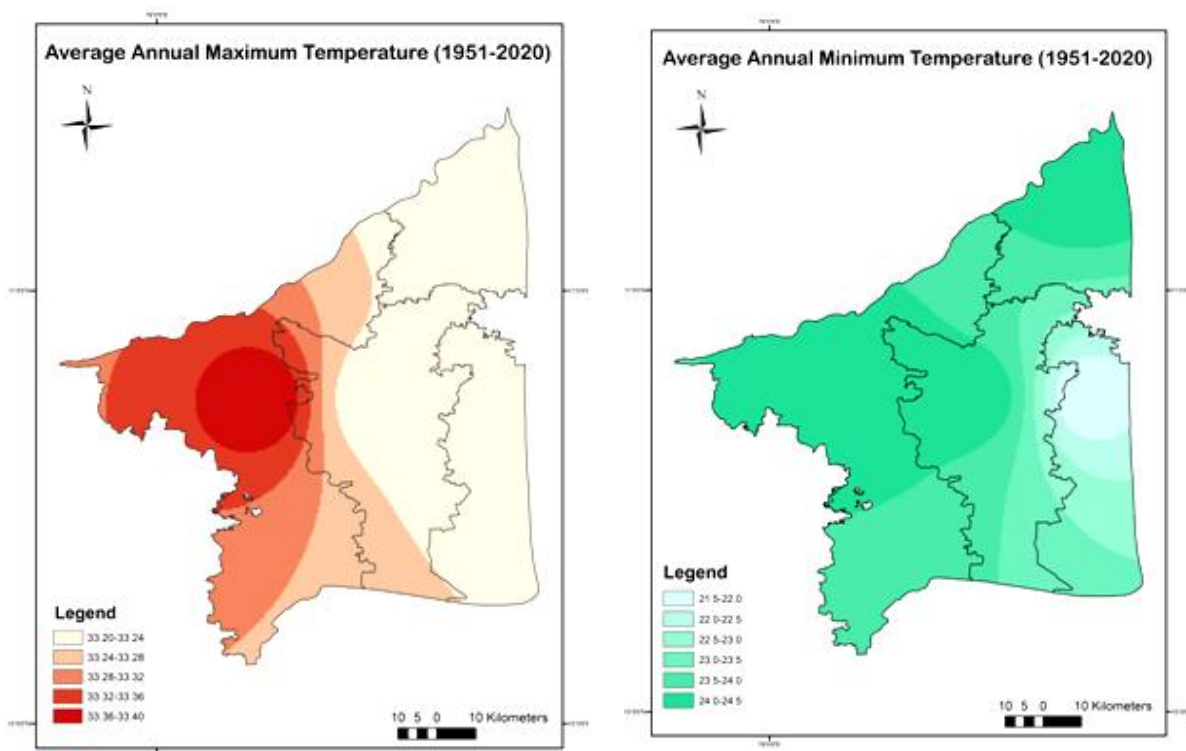 Average Annual Maximum Temperature (1951-2020)
N
Legend
33.20-33.24
33.24-33.28
33.28-33.32
33.32-33.36
33.36-33.40
10 5 0 10 Kilometers
Average Annual Minimum Temperature (1951-2020)
N
Legend
21.5-22.0
22.0-22.5
22.5-23.0
23.0-23.5
23.5-24.0
24.0-24.5
10 5 0 10 Kilometers